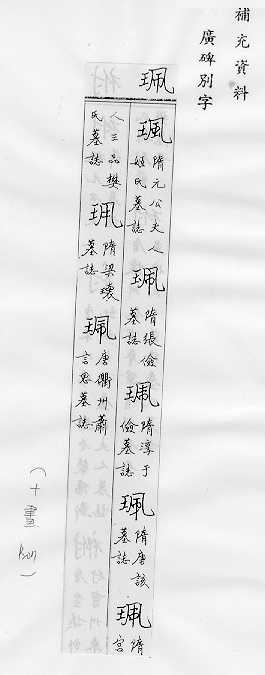 補充資料
廣碑別字
珮
珮隋元公夫人
姬氏墓誌
珮隋張儉
墓誌
珮隋淳于
儉墓誌
珮隋唐該
墓誌
珮隋宮
人三品樊
氏墓誌
珮隋梁瓌
墓誌
珮唐衢州蕭
言思墓誌
(十畫
)